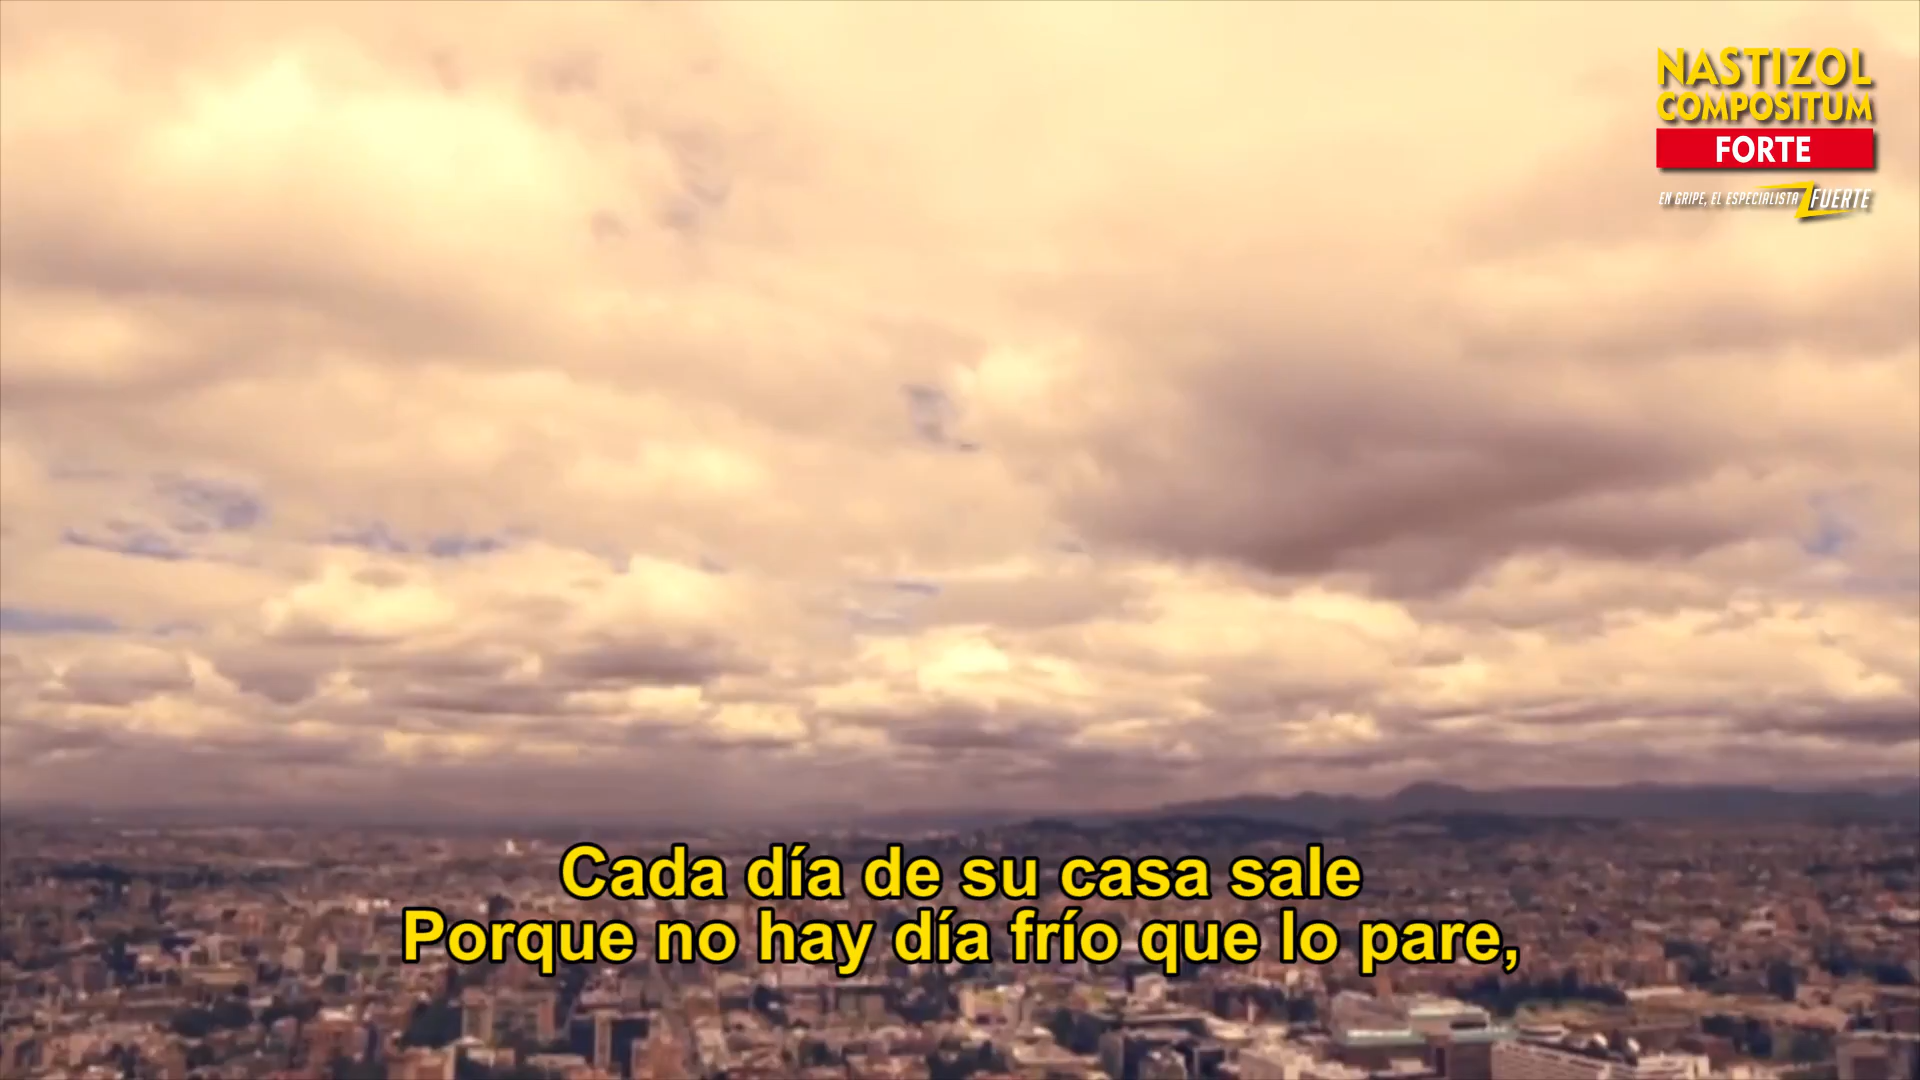 NASTIZOL
COMPOSITUM
FORTE
EN GRIPE, EL ESPECIALISTA FUERTE
Cada día de su casa sale
Porque no hay día frío que lo pare,